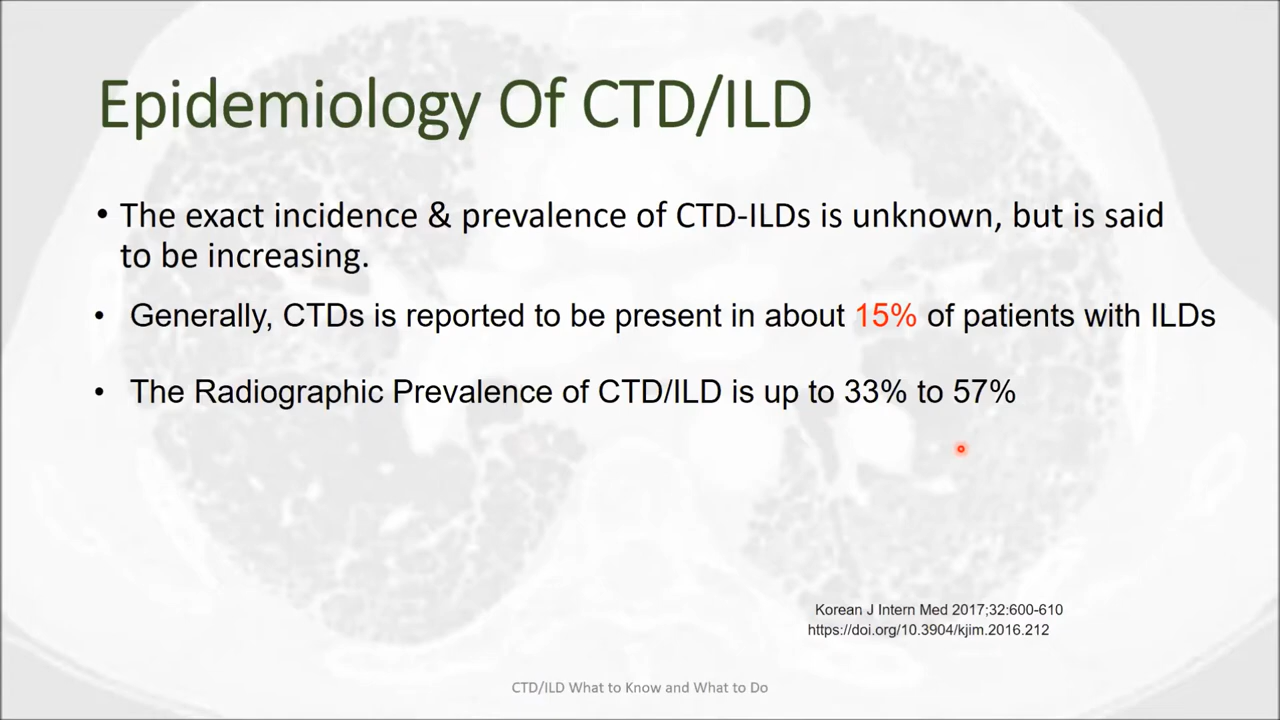 Epidemiology Of CTD/ILD
• The exact incidence & prevalence of CTD-ILDs is unknown, but is said
to be increasing.
• Generally, CTDs is reported to be present in about 15% of patients with ILDs
• The Radiographic Prevalence of CTD/ILD is up to 33% to 57%
Korean J Intern Med 2017;32:600-610
https://doi.org/10.3904/kjim.2016.212
CTD/ILD What to Know and What to Do